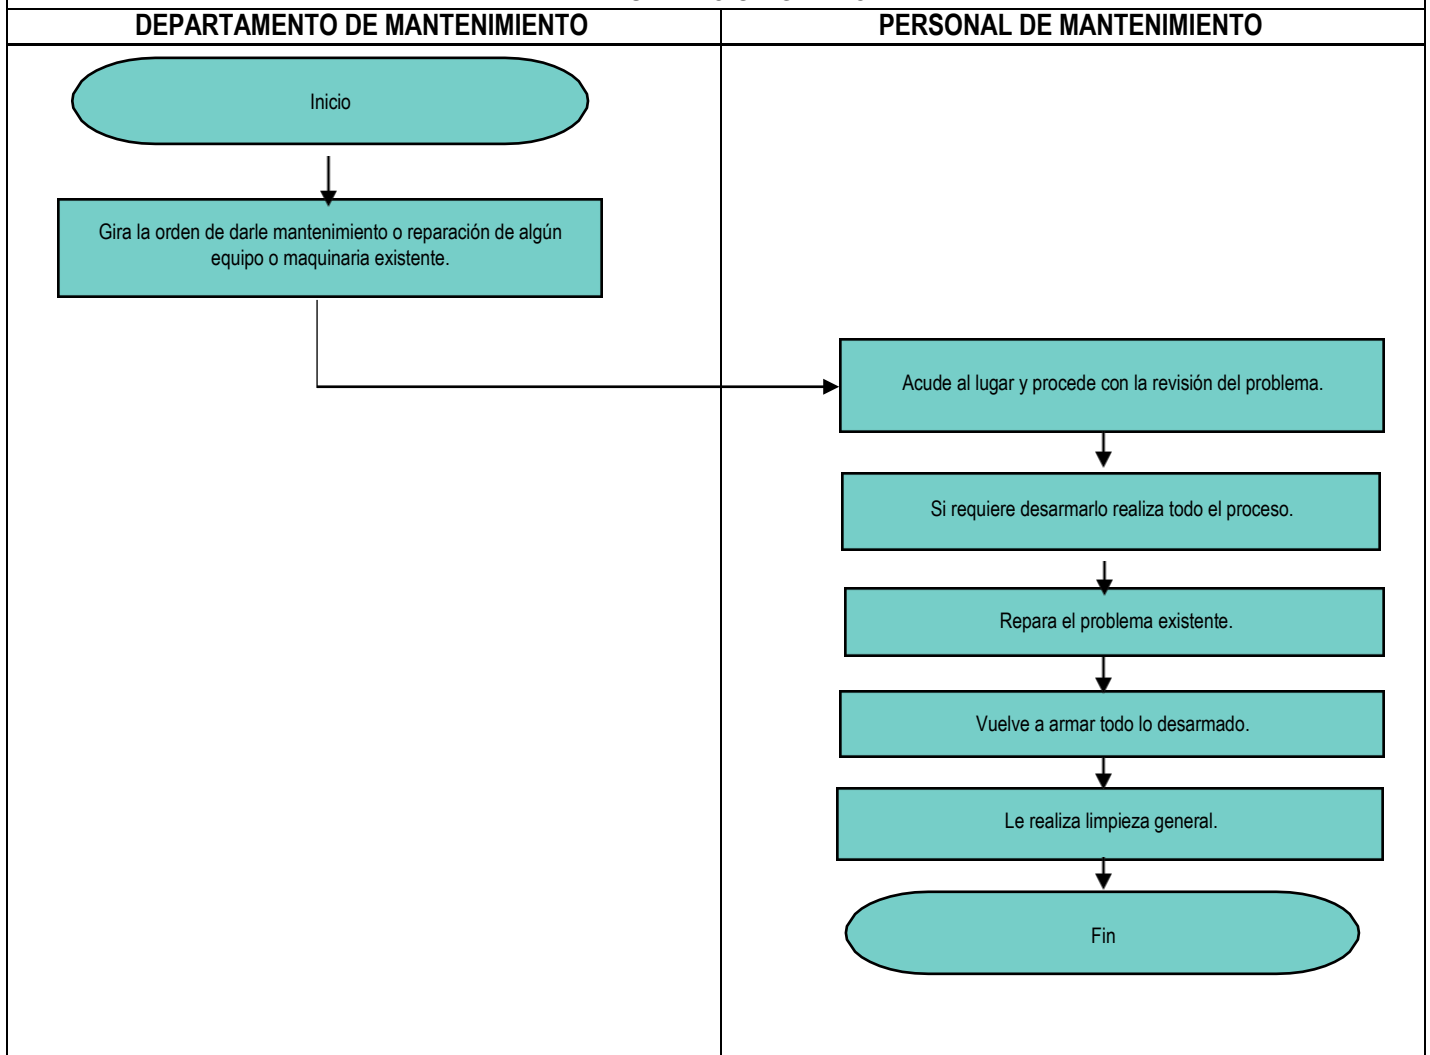 DEPARTAMENTO DE MANTENIMIENTO
PERSONAL DE MANTENIMIENTO
Inicio
Gira la orden de darle mantenimiento o reparación de algún
equipo o maquinaria existente.
Acude al lugar y procede con la revisión del problema.
Si requiere desarmarlo realiza todo el proceso.
Repara el problema existente.
Vuelve a armar todo lo desarmado.
Le realiza limpieza general.
Fin